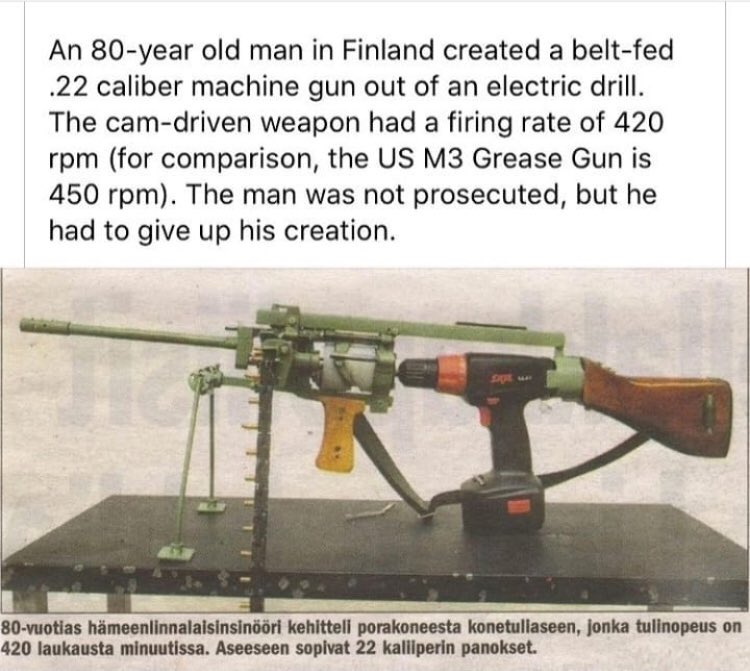 An 80-year old man in Finland created a belt-fed
.22 caliber machine gun out of an electric drill.
The cam-driven weapon had a firing rate of 420
rpm (for comparison, the US M3 Grease Gun is
450 rpm). The man was not prosecuted, but he
had to give up his creation.
SKIL
80-vuotias hämeenlinnalaisinsinööri kehitteli porakoneesta konetuliaseen, jonka tulinopeus on
420 laukausta minuutissa. Aseeseen sopivat 22 kaliiperin panokset.